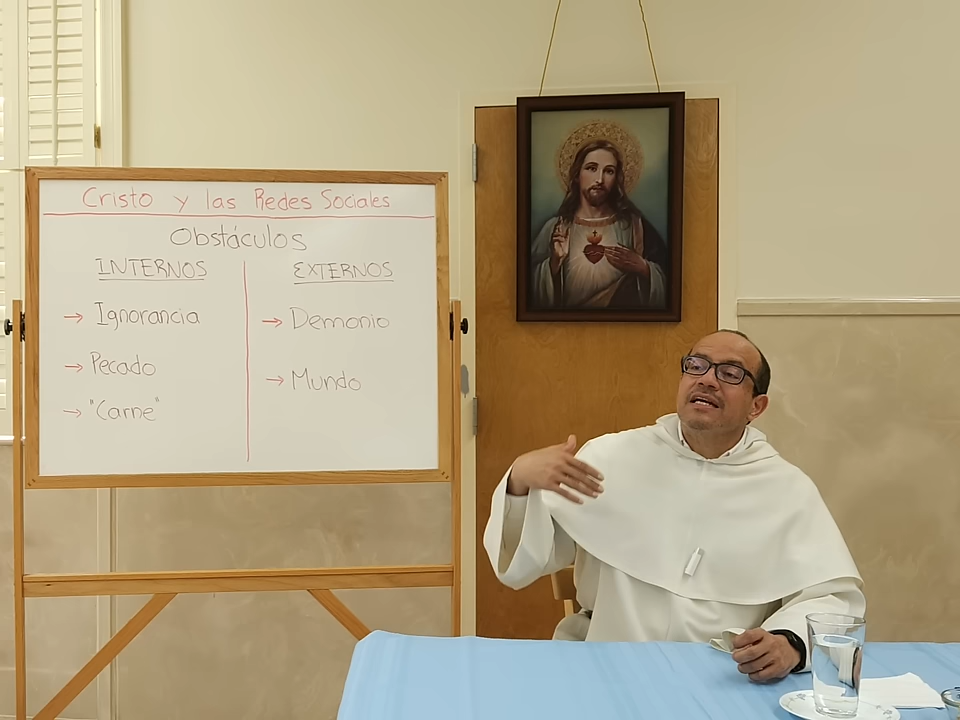 Cristo y las Redes Sociales
Obstáculos
INTERNOS
→ Ignorancia
→ Pecado
→ "Carne"
EXTERNOS
→ Demonio
→ Mundo